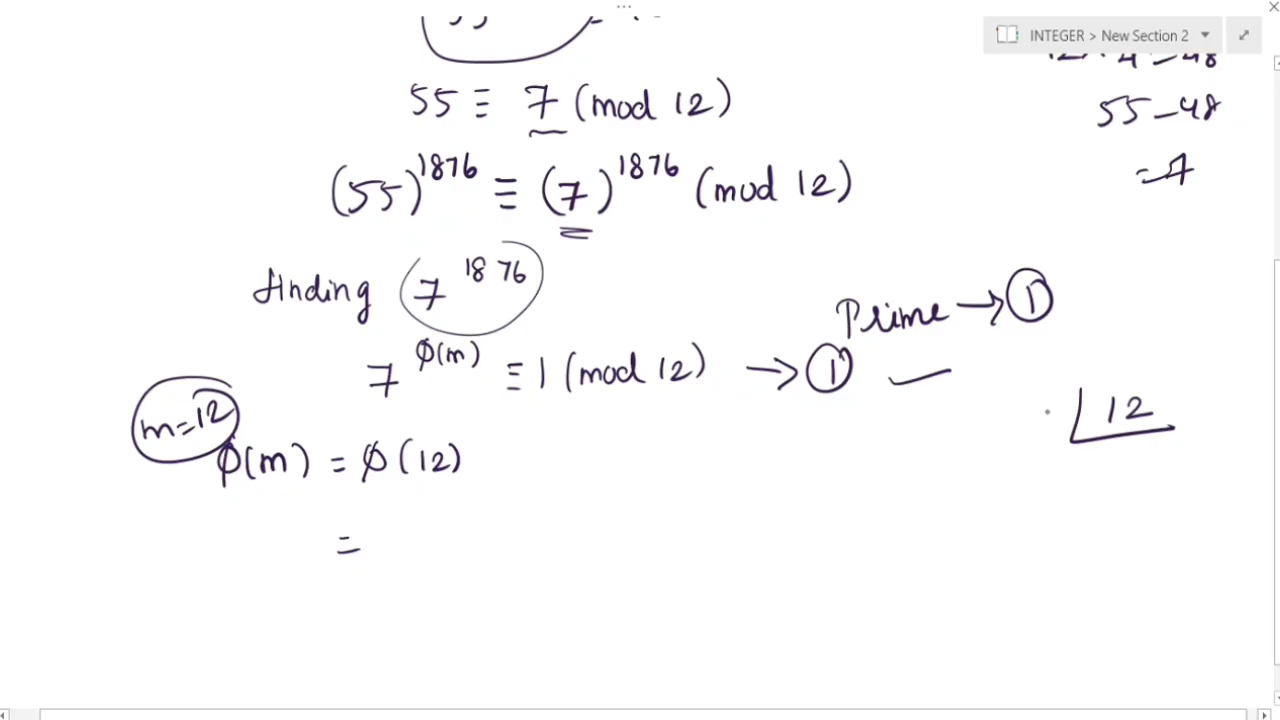 INTEGER > New Section 2
55 ≡ 7 (mod 12)
55 - 48
= 7
(55)^1876 ≡ (7)^1876 (mod 12)
Finding 7^1876
Prime → ①
7^ϕ(m) ≡ 1 (mod 12) → ①
m=12
12
ϕ(m) = ϕ(12)
=